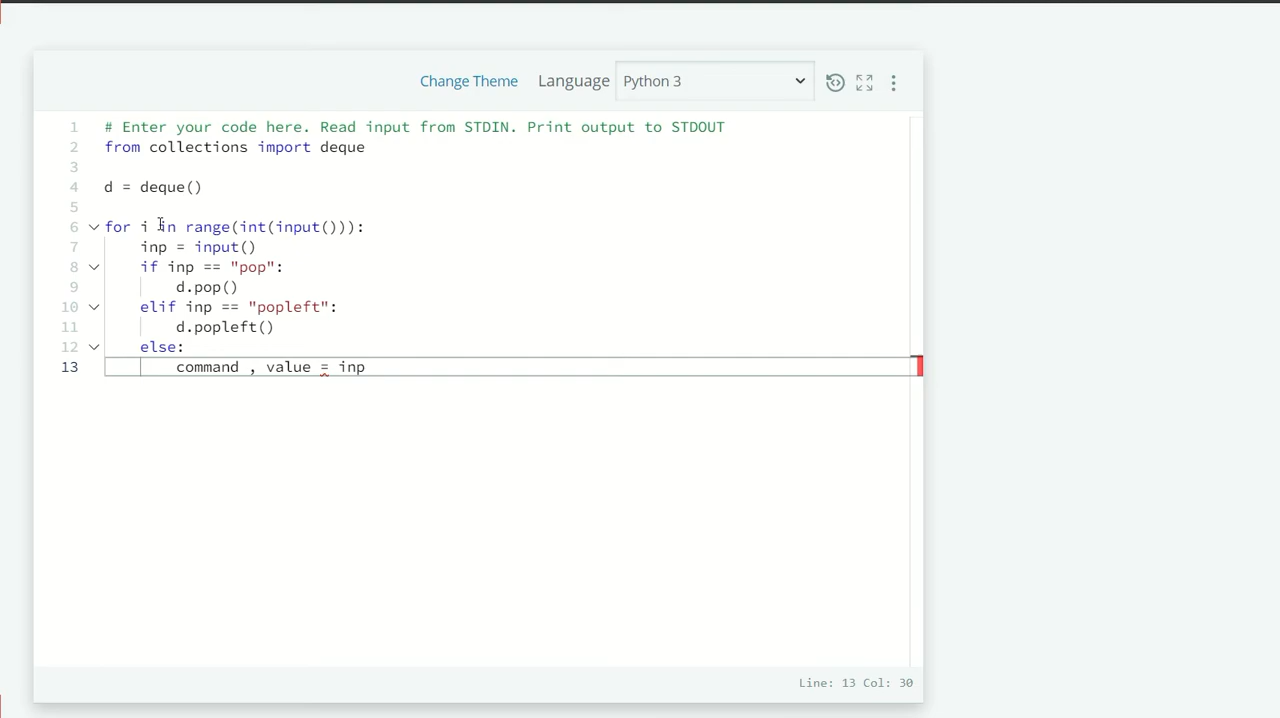 Change Theme Language Python 3
1 # Enter your code here. Read input from STDIN. Print output to STDOUT
2 from collections import deque
3
4 d = deque()
5
6 for i in range(int(input())):
7 inp = input()
8 if inp == "pop":
9 d.pop()
10 elif inp == "popleft":
11 d.popleft()
12 else:
13 command , value = inp
Line: 13 Col: 30